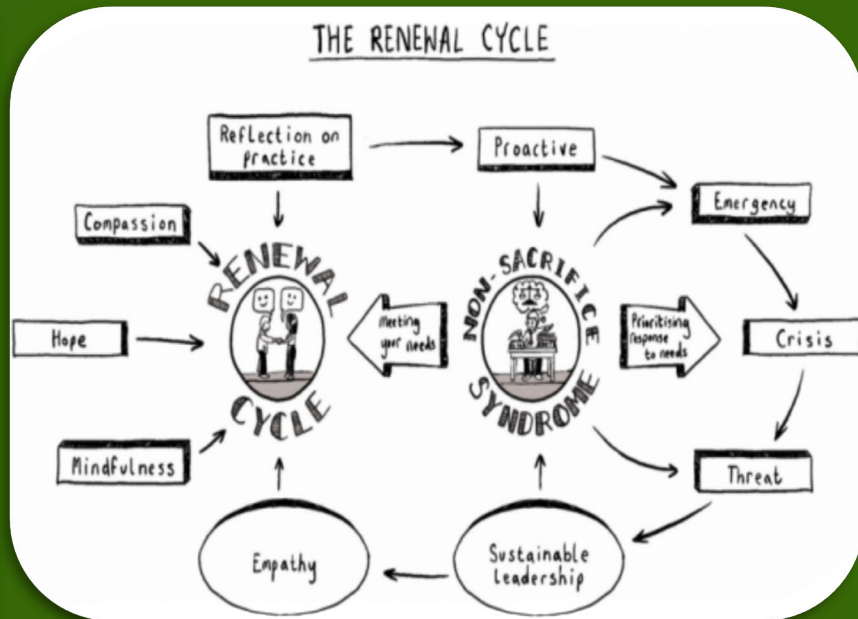 THE RENEWAL CYCLE
Reflection on
practice
Proactive
Emergency
Compassion
RENEWAL
CYCLE
NON-SACRIFICE
SYNDROME
Meeting
your needs
Prioritising
response
to needs
Hope
Crisis
Mindfulness
Threat
Empathy
Sustainable
leadership